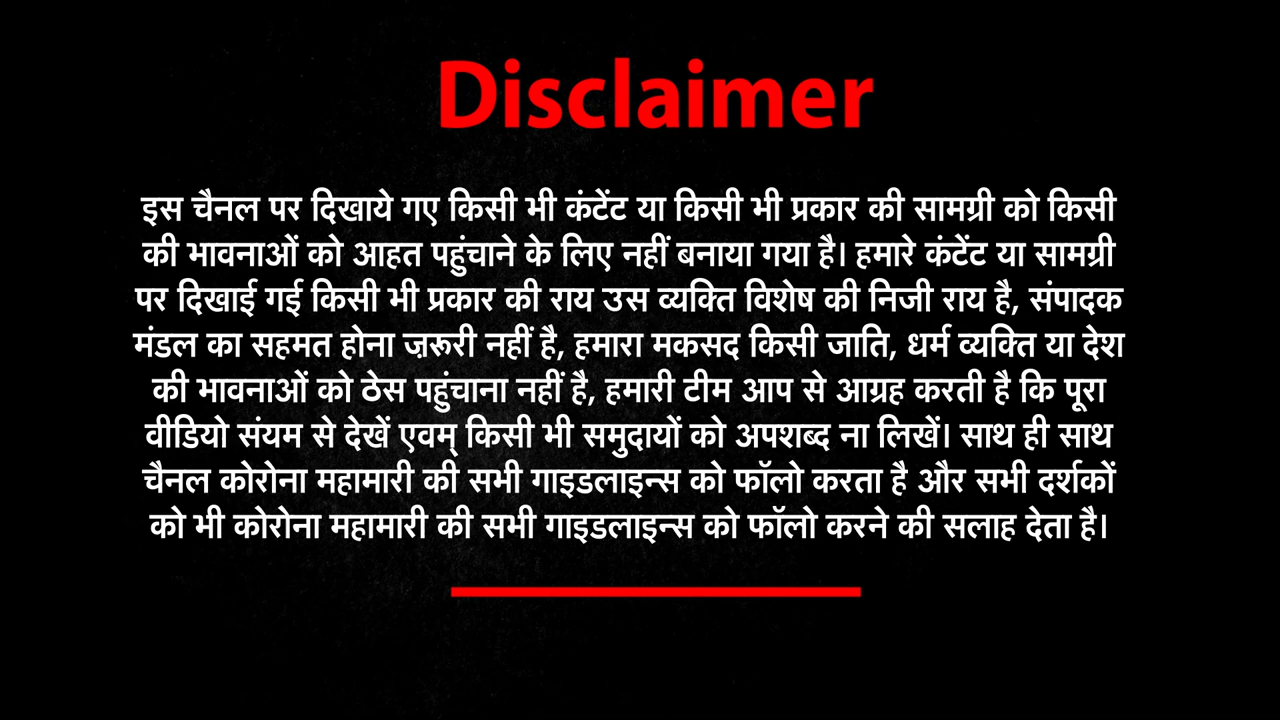 Disclaimer
इस चैनल पर दिखाये गए किसी भी कंटेंट या किसी भी प्रकार की सामग्री को किसी
की भावनाओं को आहत पहुंचाने के लिए नहीं बनाया गया है। हमारे कंटेंट या सामग्री
पर दिखाई गई किसी भी प्रकार की राय उस व्यक्ति विशेष की निजी राय है, संपादक
मंडल का सहमत होना ज़रूरी नहीं है, हमारा मकसद किसी जाति, धर्म व्यक्ति या देश
की भावनाओं को ठेस पहुंचाना नहीं है, हमारी टीम आप से आग्रह करती है कि पूरा
वीडियो संयम से देखें एवम् किसी भी समुदायों को अपशब्द ना लिखें। साथ ही साथ
चैनल कोरोना महामारी की सभी गाइडलाइन्स को फॉलो करता है और सभी दर्शकों
को भी कोरोना महामारी की सभी गाइडलाइन्स को फॉलो करने की सलाह देता है।